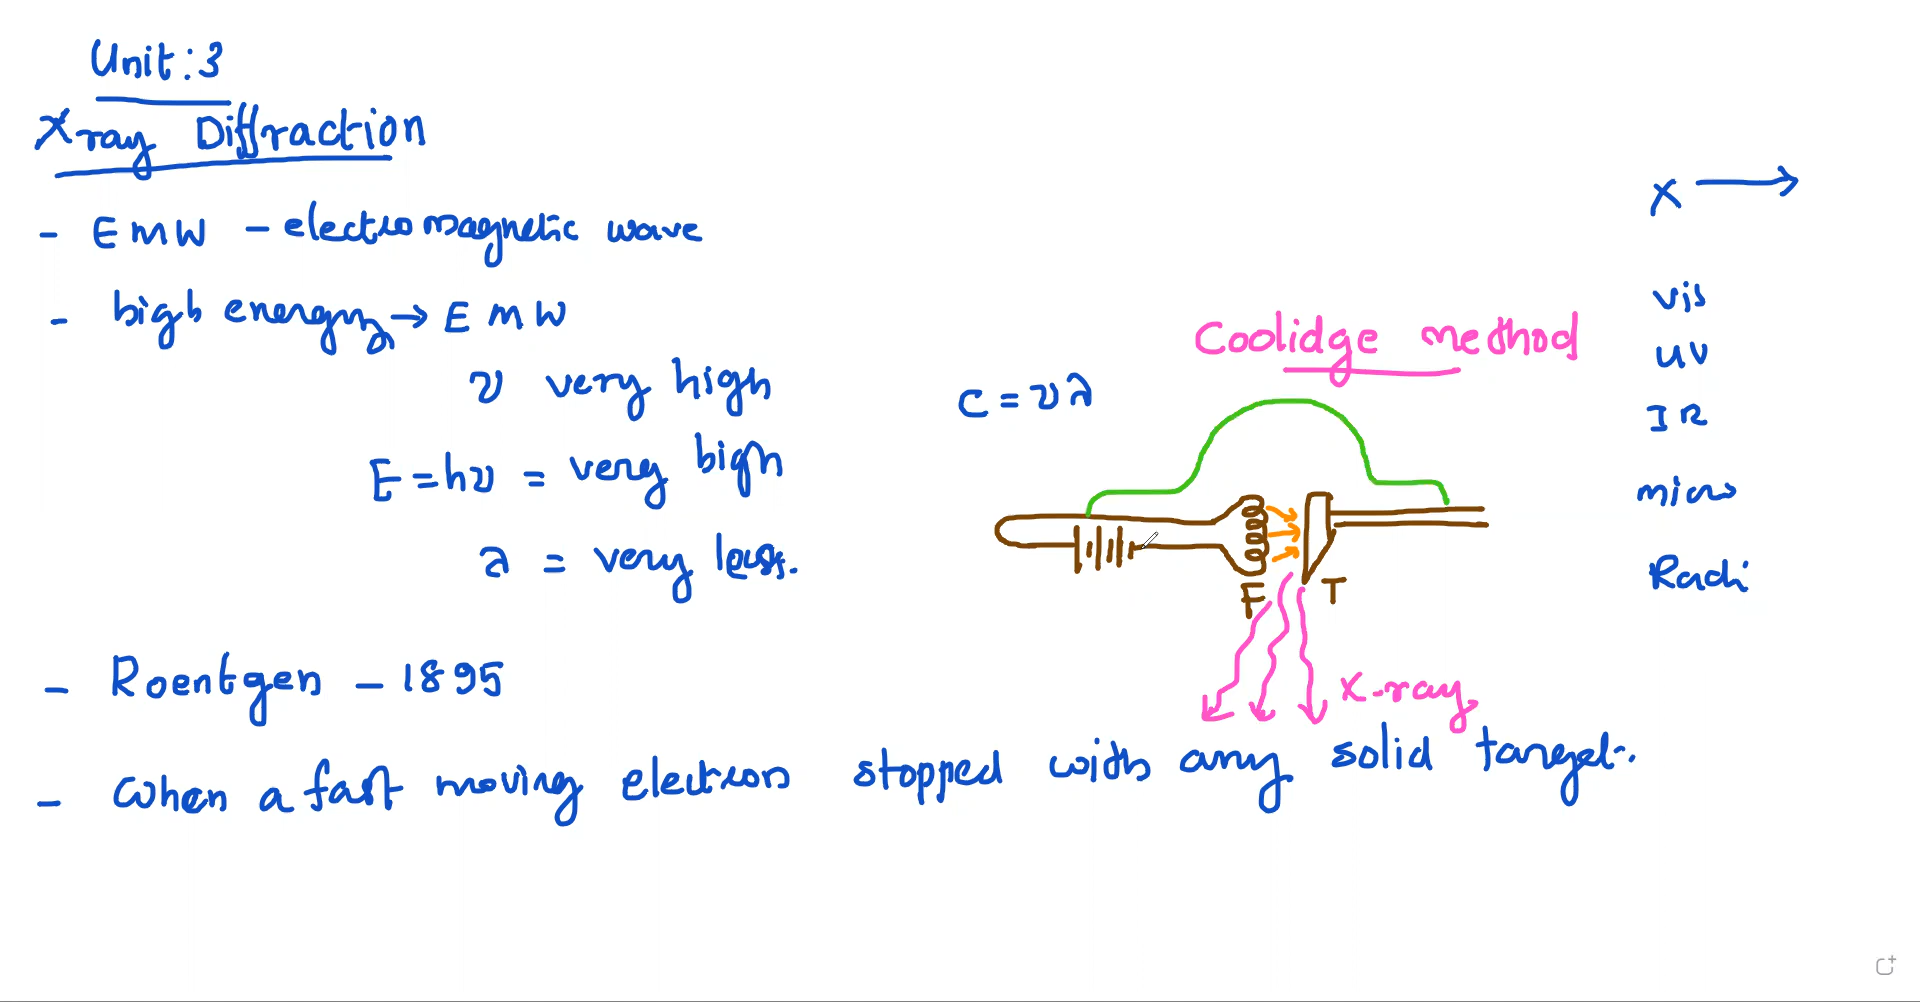 Unit:3
Xray Diffraction
- EMW - electromagnetic wave
- high energy → EMW
ν very high
E = hν = very high
λ = very less.
- Roentgen - 1895
- When a fast moving electron stopped with any solid target.
C = νλ
Coolidge method
F
T
X-ray
X →
Vis
UV
IR
micro
Radi